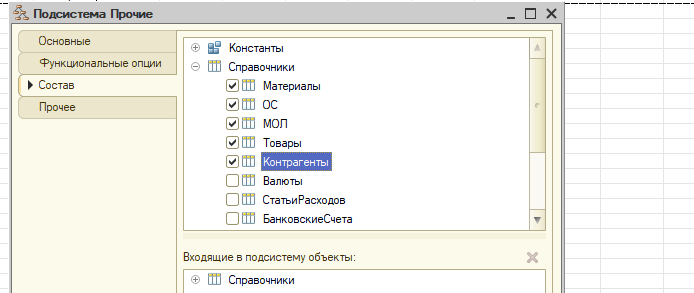 Подсистема Прочие
Основные
Функциональные опции
Состав
Прочее
Константы
Справочники
Материалы
ОС
МОЛ
Товары
Контрагенты
Валюты
СтатьиРасходов
БанковскиеСчета
Входящие в подсистему объекты:
Справочники